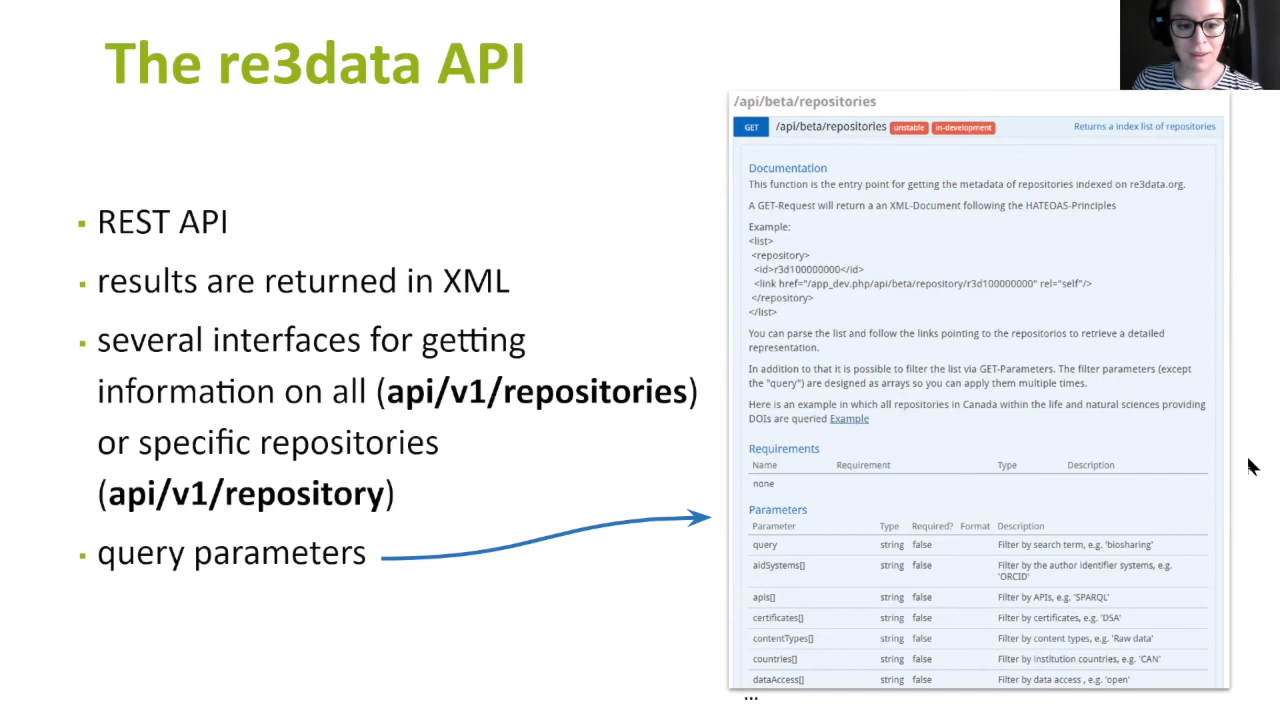 The re3data API
▪ REST API
▪ results are returned in XML
▪ several interfaces for getting
information on all (api/v1/repositories)
or specific repositories
(api/v1/repository)
▪ query parameters
/api/beta/repositories
GET /api/beta/repositories unstable in-development Returns a index list of repositories
Documentation
This function is the entry point for getting the metadata of repositories indexed on re3data.org.
A GET-Request will return a an XML-Document following the HATEOAS-Principles
Example:
<list>
<repository>
<id>r3d100000000</id>
<link href="/app_dev.php/api/beta/repository/r3d100000000" rel="self"/>
</repository>
</list>
You can parse the list and follow the links pointing to the repositorios to retrieve a detailed
representation.
In addition to that it is possible to filter the list via GET-Parameters. The filter parameters (except
the "query") are designed as arrays so you can apply them multiple times.
Here is an example in which all repositories in Canada within the life and natural sciences providing
DOIs are queried Example
Requirements
Name Requirement Type Description
none
Parameters
Parameter Type Required? Format Description
query string false Filter by search term, e.g. 'biosharing'
aidSystems[] string false Filter by the author identifier systems, e.g.
'ORCID'
apis[] string false Filter by APIs, e.g. 'SPARQL'
certificates[] string false Filter by certificates, e.g. 'DSA'
contentTypes[] string false Filter by content types, e.g. 'Raw data'
countries[] string false Filter by institution countries, e.g. 'CAN'
dataAccess[] string false Filter by data access , e.g. 'open'
...